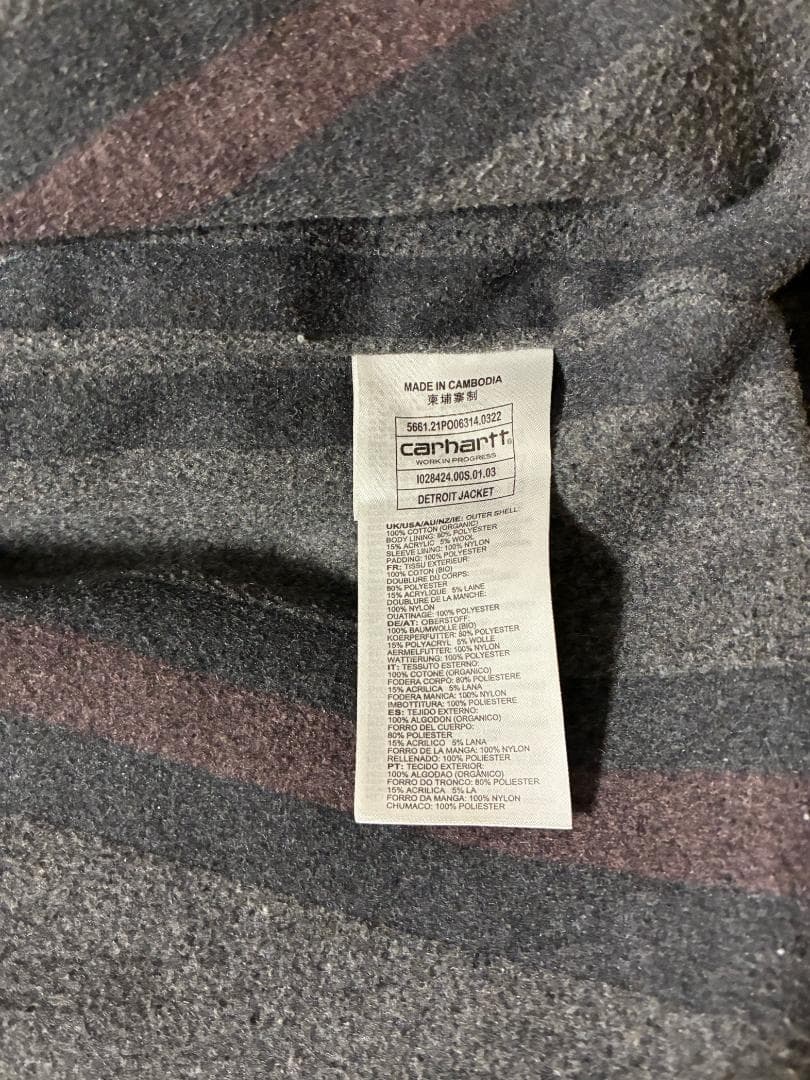 MADE IN CAMBODIA
柬埔寨制
5661.21PO06314.0322
carhartt®
WORK IN PROGRESS
I028424.00S.01.03
DETROIT JACKET
UK/USA/AU/NZ/IE: OUTER SHELL:
100% COTTON (ORGANIC)
BODY LINING: 80% POLYESTER
15% ACRYLIC 5% WOOL
SLEEVE LINING: 100% NYLON
PADDING: 100% POLYESTER
FR: TISSU EXTERIEUR:
100% COTON (BIO)
DOUBLURE DU CORPS:
80% POLYESTER
15% ACRYLIQUE 5% LAINE
DOUBLURE DE LA MANCHE:
100% NYLON
OUATINAGE: 100% POLYESTER
DE/AT: OBERSTOFF:
100% BAUMWOLLE (BIO)
KOERPERFUTTER: 80% POLYESTER
15% POLYACRYL 5% WOLLE
AERMELFUTTER: 100% NYLON
WATTIERUNG: 100% POLYESTER
IT: TESSUTO ESTERNO:
100% COTONE (ORGANICO)
FODERA CORPO: 80% POLIESTERE
15% ACRILICA 5% LANA
FODERA MANICA: 100% NYLON
IMBOTTITURA: 100% POLIESTERE
ES: TEJIDO EXTERNO:
100% ALGODON (ORGANICO)
FORRO DEL CUERPO:
80% POLYESTER
15% ACRILICO 5% LANA
FORRO DE LA MANGA: 100% NYLON
RELLENADO: 100% POLYESTER
PT: TECIDO EXTERIOR:
100% ALGODAO (ORGÂNICO)
FORRO DO TRONCO: 80% POLIESTER
15% ACRILICA 5% LA
FORRO DA MANGA: 100% NYLON
CHUMACO: 100% POLIESTER